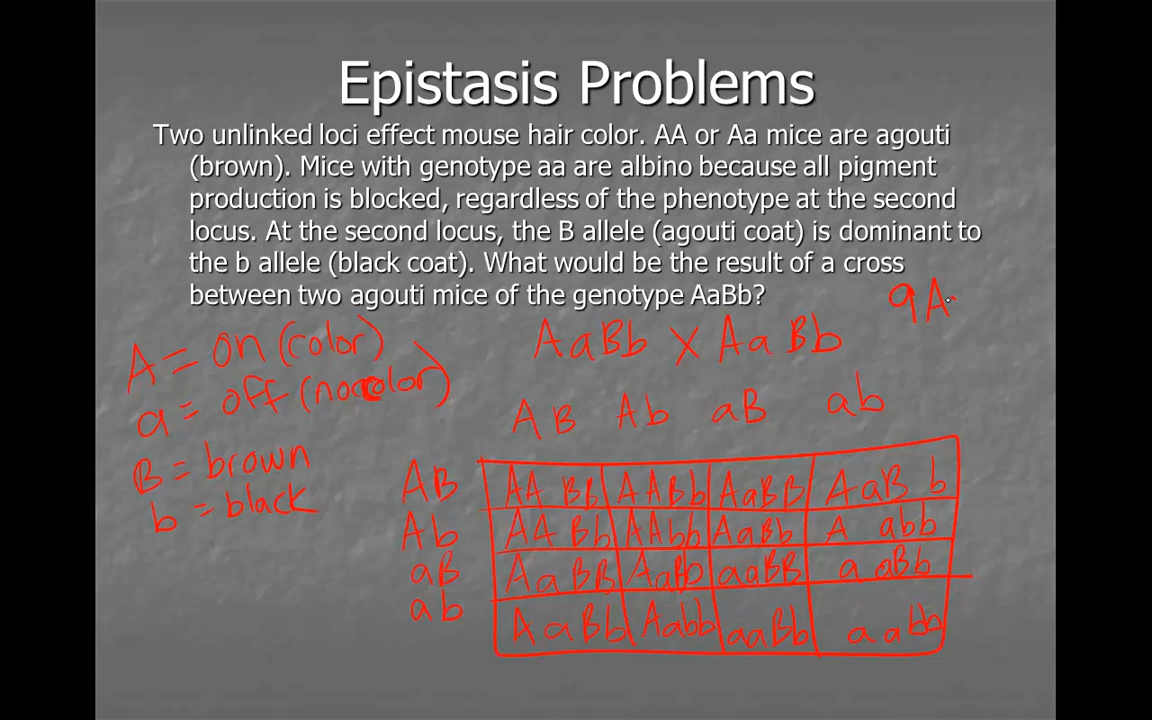 Epistasis Problems
Two unlinked loci effect mouse hair color. AA or Aa mice are agouti
(brown). Mice with genotype aa are albino because all pigment
production is blocked, regardless of the phenotype at the second
locus. At the second locus, the B allele (agouti coat) is dominant to
the b allele (black coat). What would be the result of a cross
between two agouti mice of the genotype AaBb?
9A
A = on (color)
a = off (no color)
B = brown
b = black
AaBb X AaBb
AB Ab aB ab
AB AABB AABb AaBB AaBb
Ab AABb AAbb AaBb Aabb
aB AaBB AaBb aaBB aaBb
ab AaBb Aabb aaBb aabb